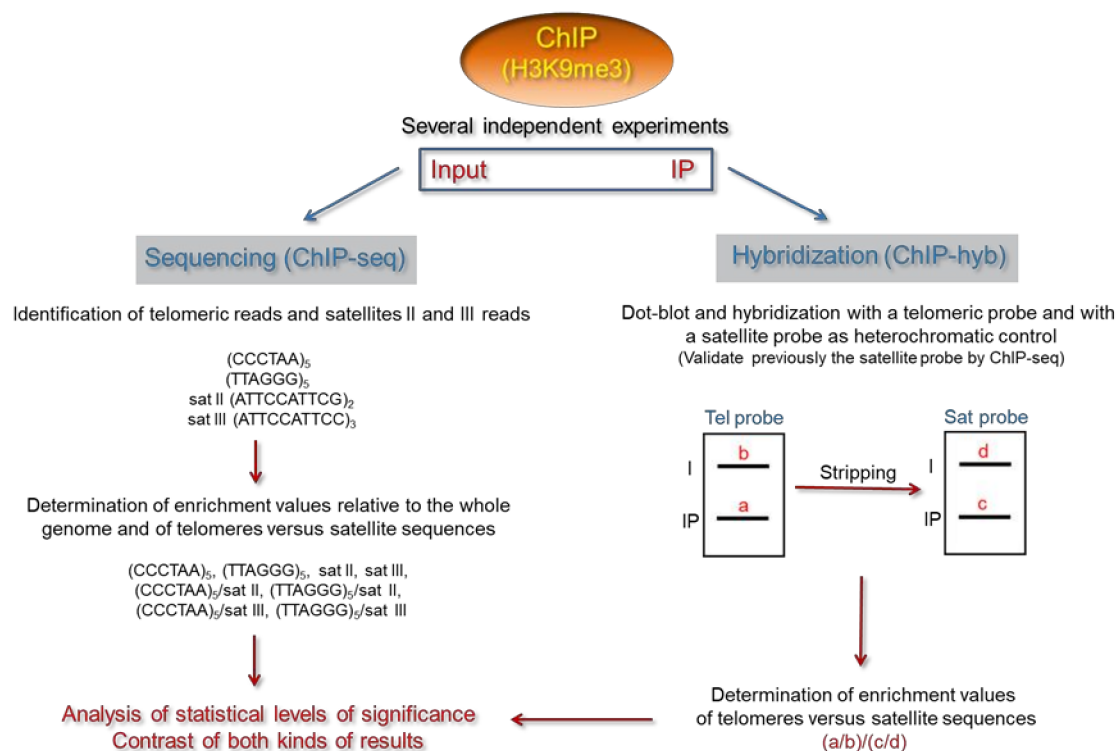 ChIP
(H3K9me3)
Several independent experiments
Input IP
Sequencing (ChIP-seq)
Identification of telomeric reads and satellites II and III reads
(CCCTAA)5
(TTAGGG)5
sat II (ATTCCATTCG)2
sat III (ATTCCATTCC)3
Determination of enrichment values relative to the whole
genome and of telomeres versus satellite sequences
(CCCTAA)5, (TTAGGG)5, sat II, sat III,
(CCCTAA)5/sat II, (TTAGGG)5/sat II,
(CCCTAA)5/sat III, (TTAGGG)5/sat III
Analysis of statistical levels of significance
Contrast of both kinds of results
Hybridization (ChIP-hyb)
Dot-blot and hybridization with a telomeric probe and with
a satellite probe as heterochromatic control
(Validate previously the satellite probe by ChIP-seq)
Tel probe
I
b
IP
a
Stripping
Sat probe
I
d
IP
c
Determination of enrichment values
of telomeres versus satellite sequences
(a/b)/(c/d)